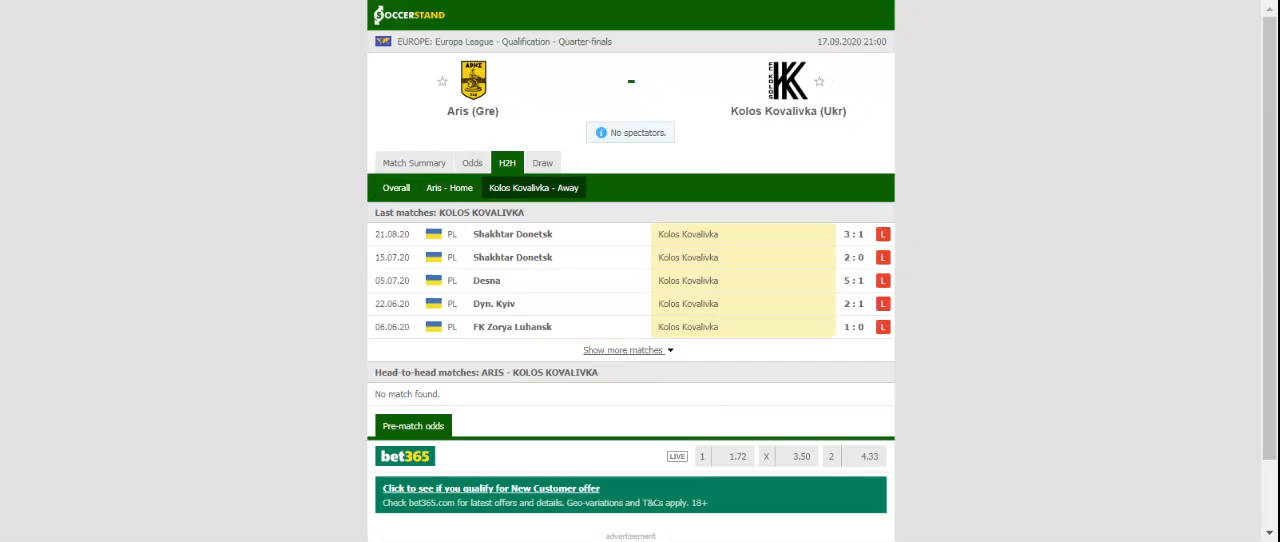 SOCCERSTAND
EUROPE: Europa League - Qualification - Quarter-finals 17.09.2020 21:00
ΑΡΗΣ
-
Aris (Gre) Kolos Kovalivka (Ukr)
No spectators.
Match Summary Odds H2H Draw
Overall Aris - Home Kolos Kovalivka - Away
Last matches: KOLOS KOVALIVKA
21.08.20 PL Shakhtar Donetsk Kolos Kovalivka 3 : 1 L
15.07.20 PL Shakhtar Donetsk Kolos Kovalivka 2 : 0 L
05.07.20 PL Desna Kolos Kovalivka 5 : 1 L
22.06.20 PL Dyn. Kyiv Kolos Kovalivka 2 : 1 L
06.06.20 PL FK Zorya Luhansk Kolos Kovalivka 1 : 0 L
Show more matches
Head-to-head matches: ARIS - KOLOS KOVALIVKA
No match found.
Pre-match odds
bet365 LIVE 1 1.72 X 3.50 2 4.33
Click to see if you qualify for New Customer offer
Check bet365.com for latest offers and details. Geo-variations and T&Cs apply. 18+
advertisement